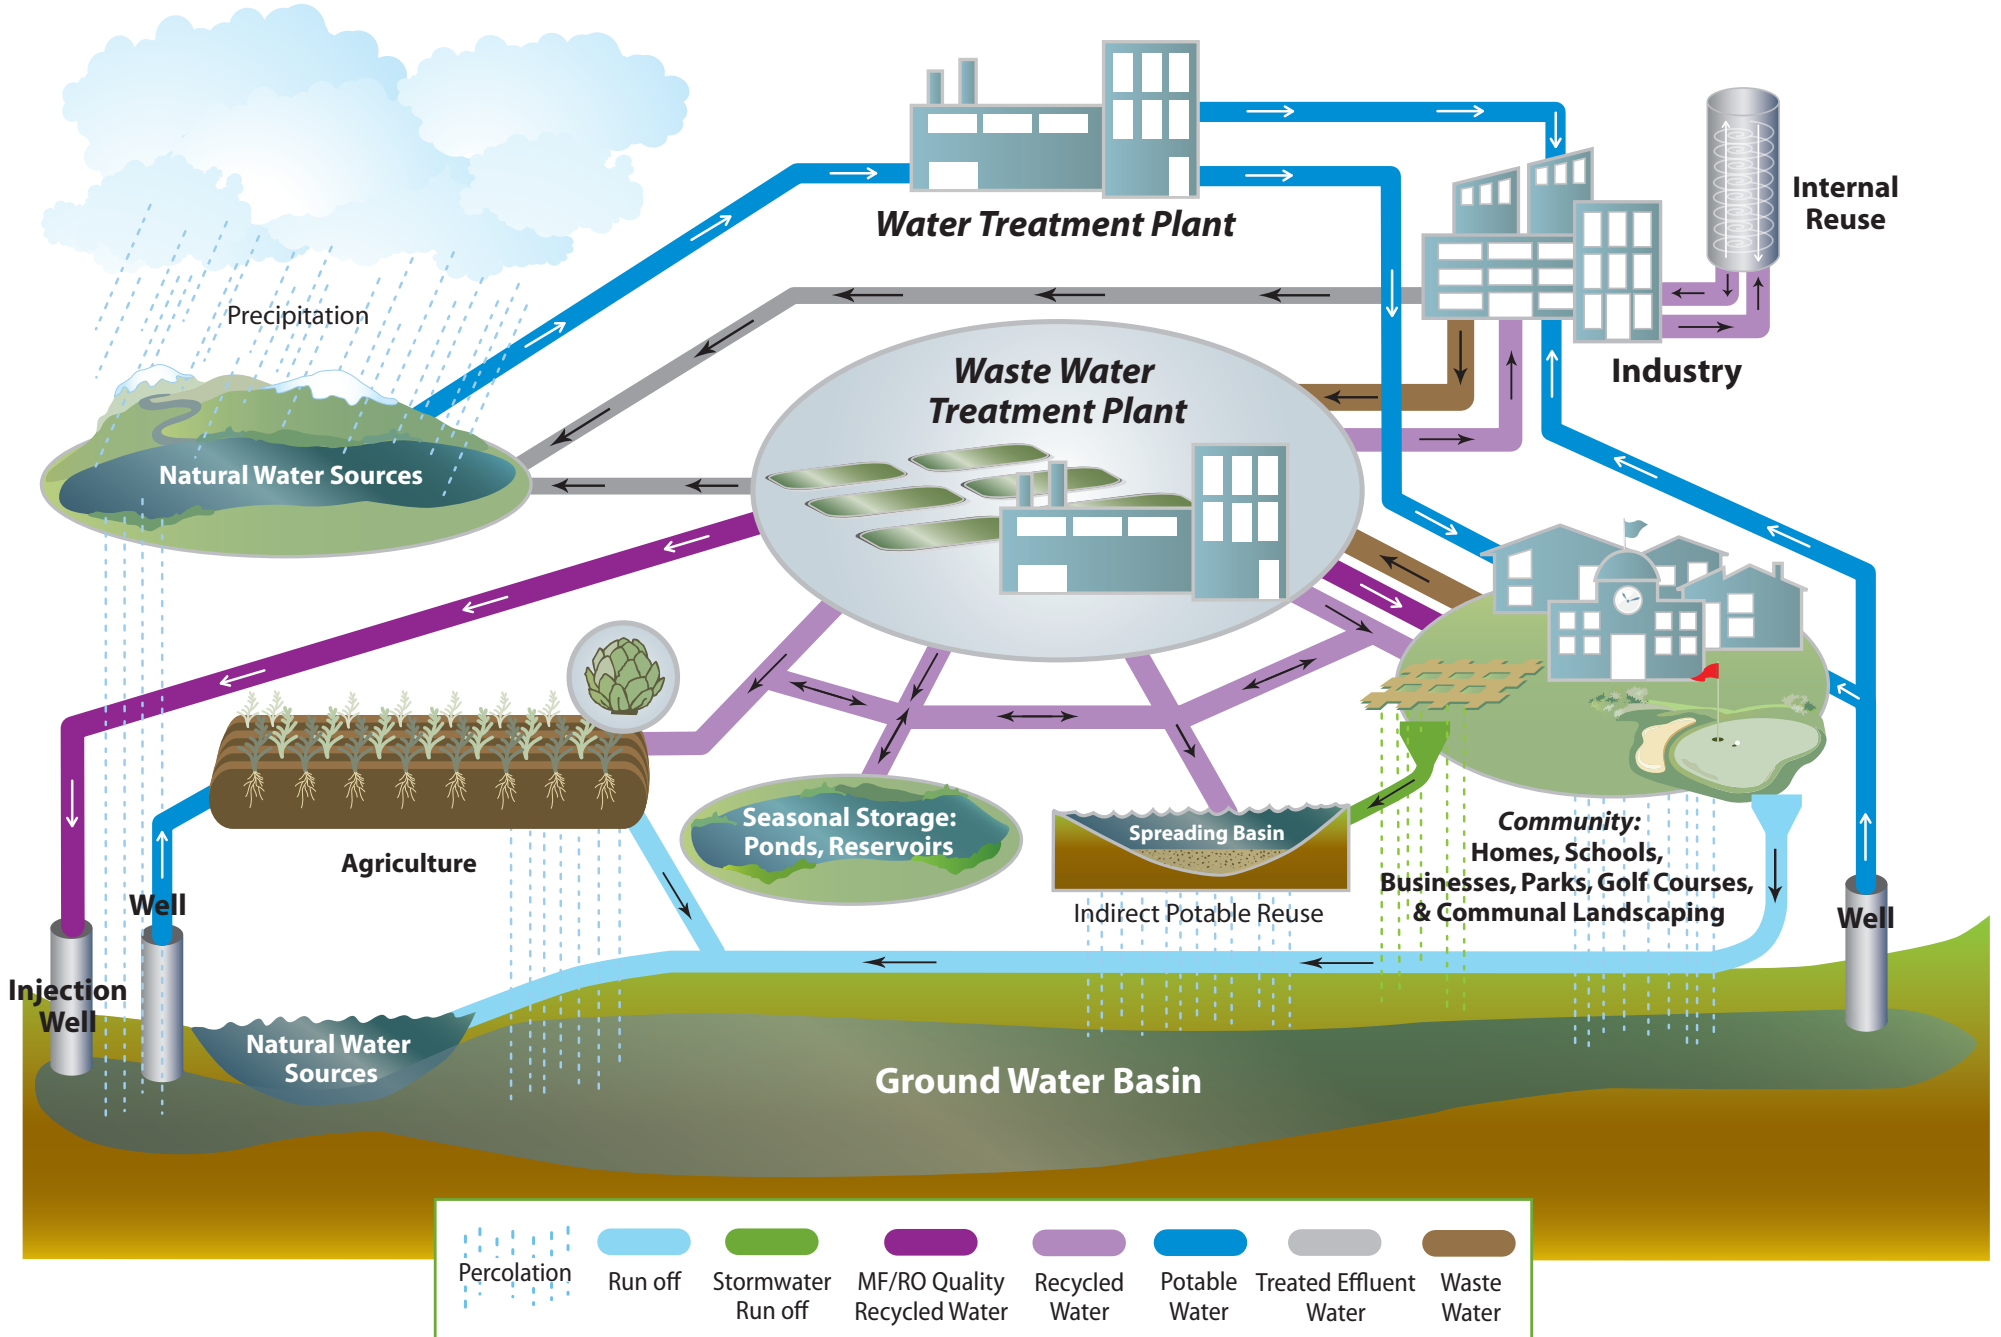 Water Treatment Plant
Internal
Reuse
Precipitation
Industry
Waste Water
Treatment Plant
Natural Water Sources
Agriculture
Seasonal Storage:
Ponds, Reservoirs
Spreading Basin
Indirect Potable Reuse
Community:
Homes, Schools,
Businesses, Parks, Golf Courses,
& Communal Landscaping
Well
Well
Injection
Well
Natural Water
Sources
Ground Water Basin
Percolation
Run off
Stormwater
Run off
MF/RO Quality
Recycled Water
Recycled
Water
Potable
Water
Treated Effluent
Water
Waste
Water